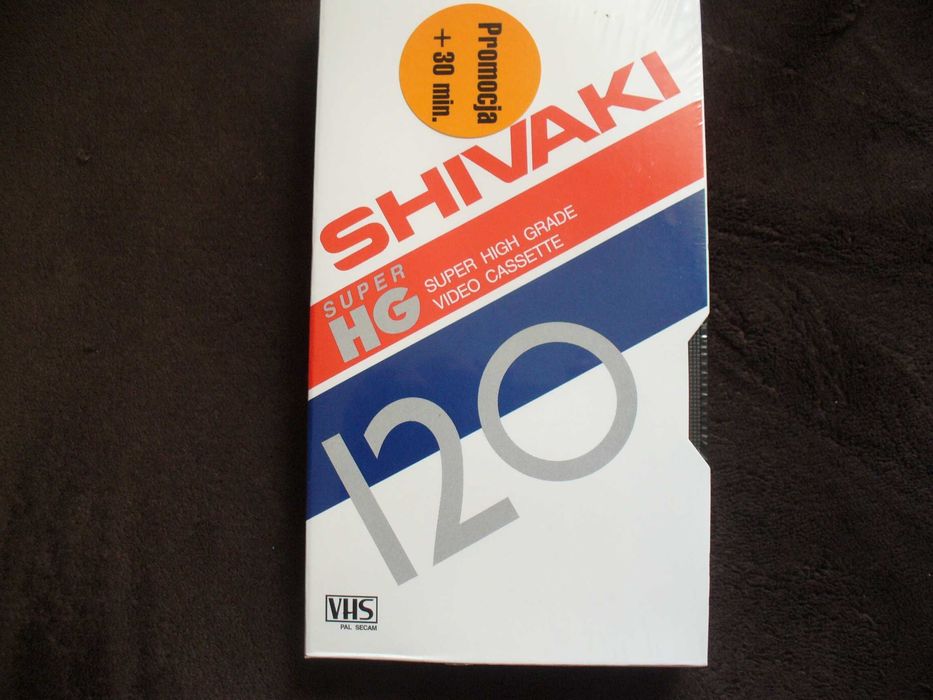 Promocja
+ 30 min.
SHIVAKI
SUPER
HG
SUPER HIGH GRADE
VIDEO CASSETTE
120
VHS
PAL SECAM